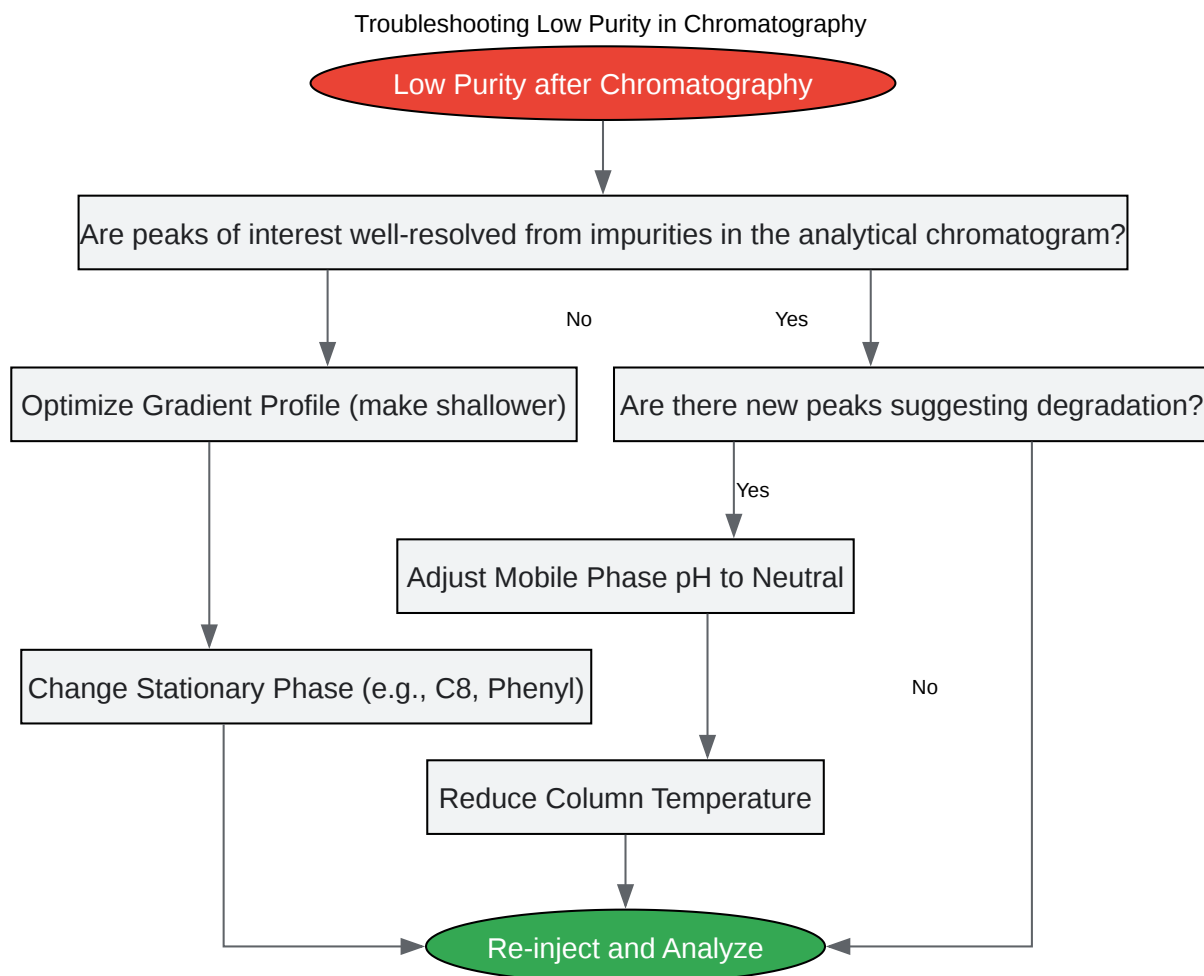 Troubleshooting Low Purity in Chromatography
Low Purity after Chromatography
Are peaks of interest well-resolved from impurities in the analytical chromatogram?
No
Yes
Optimize Gradient Profile (make shallower)
Are there new peaks suggesting degradation?
Yes
Adjust Mobile Phase pH to Neutral
Change Stationary Phase (e.g., C8, Phenyl)
No
Reduce Column Temperature
Re-inject and Analyze